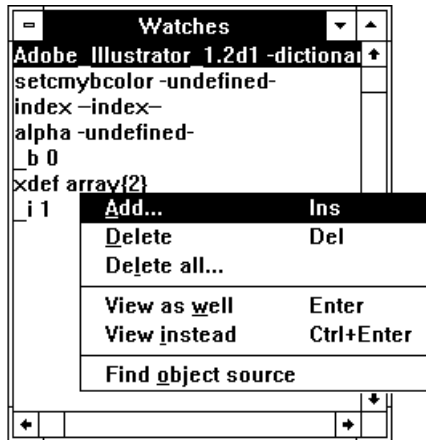 Watches
Adobe_Illustrator_1.2d1 -dictionar
setcmybcolor -undefined-
index –index–
alpha -undefined-
_b 0
xdef array{2}
_i 1
Add... Ins
Delete Del
Delete all...
View as well Enter
View instead Ctrl+Enter
Find object source